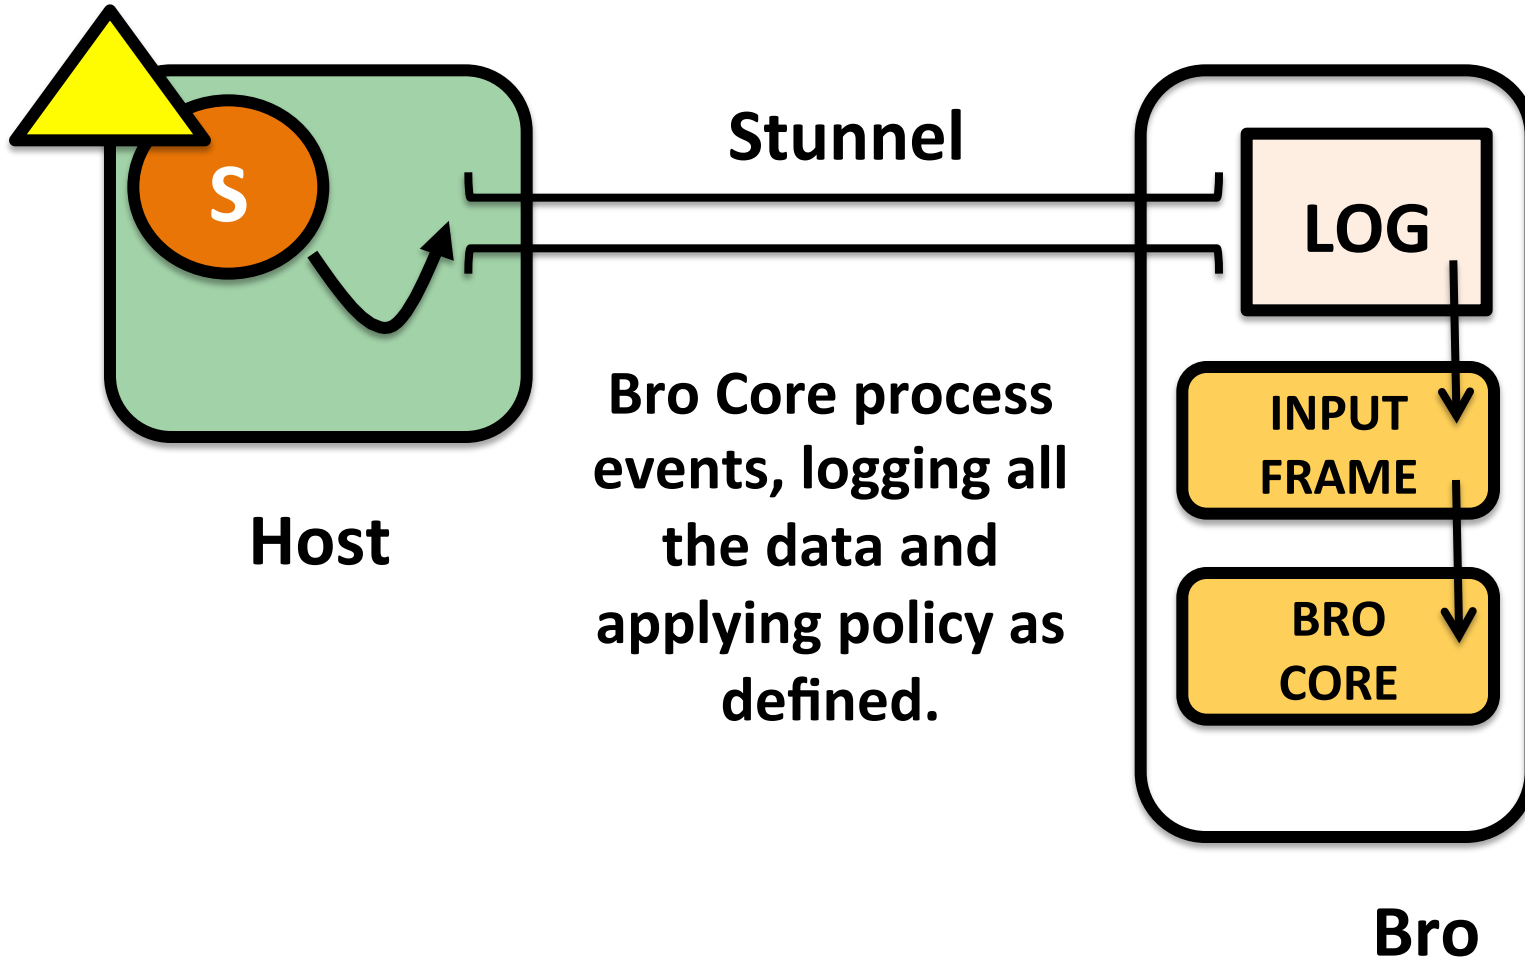 S
Stunnel
LOG
Bro Core process
events, logging all
the data and
applying policy as
defined.
INPUT
FRAME
BRO
CORE
Host
Bro